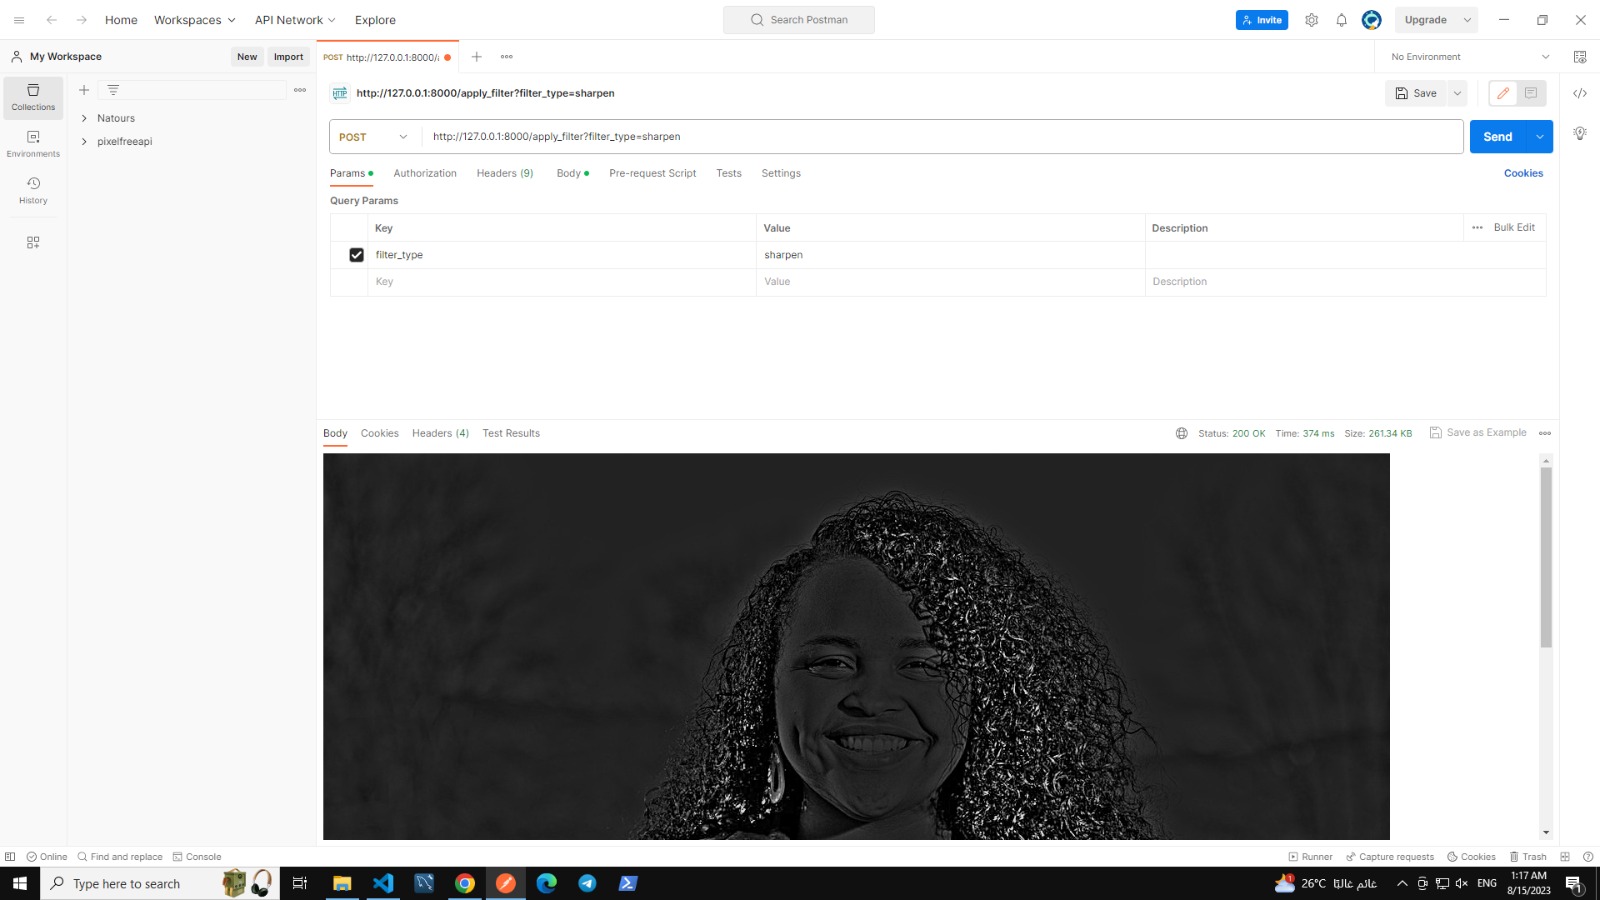 Home Workspaces API Network Explore Search Postman Invite Upgrade
My Workspace New Import POST http://127.0.0.1:8000/a No Environment
Collections
Environments
History
Natours
pixelfreeapi
HTTP http://127.0.0.1:8000/apply_filter?filter_type=sharpen Save
POST http://127.0.0.1:8000/apply_filter?filter_type=sharpen Send
Params Authorization Headers (9) Body Pre-request Script Tests Settings Cookies
Query Params
Key Value Description Bulk Edit
filter_type sharpen
Key Value Description
Body Cookies Headers (4) Test Results Status: 200 OK Time: 374 ms Size: 261.34 KB Save as Example
Online Find and replace Console Runner Capture requests Cookies Trash
Type here to search 1 26°C غائم غالبًا ENG 1:17 AM
8/15/2023 1